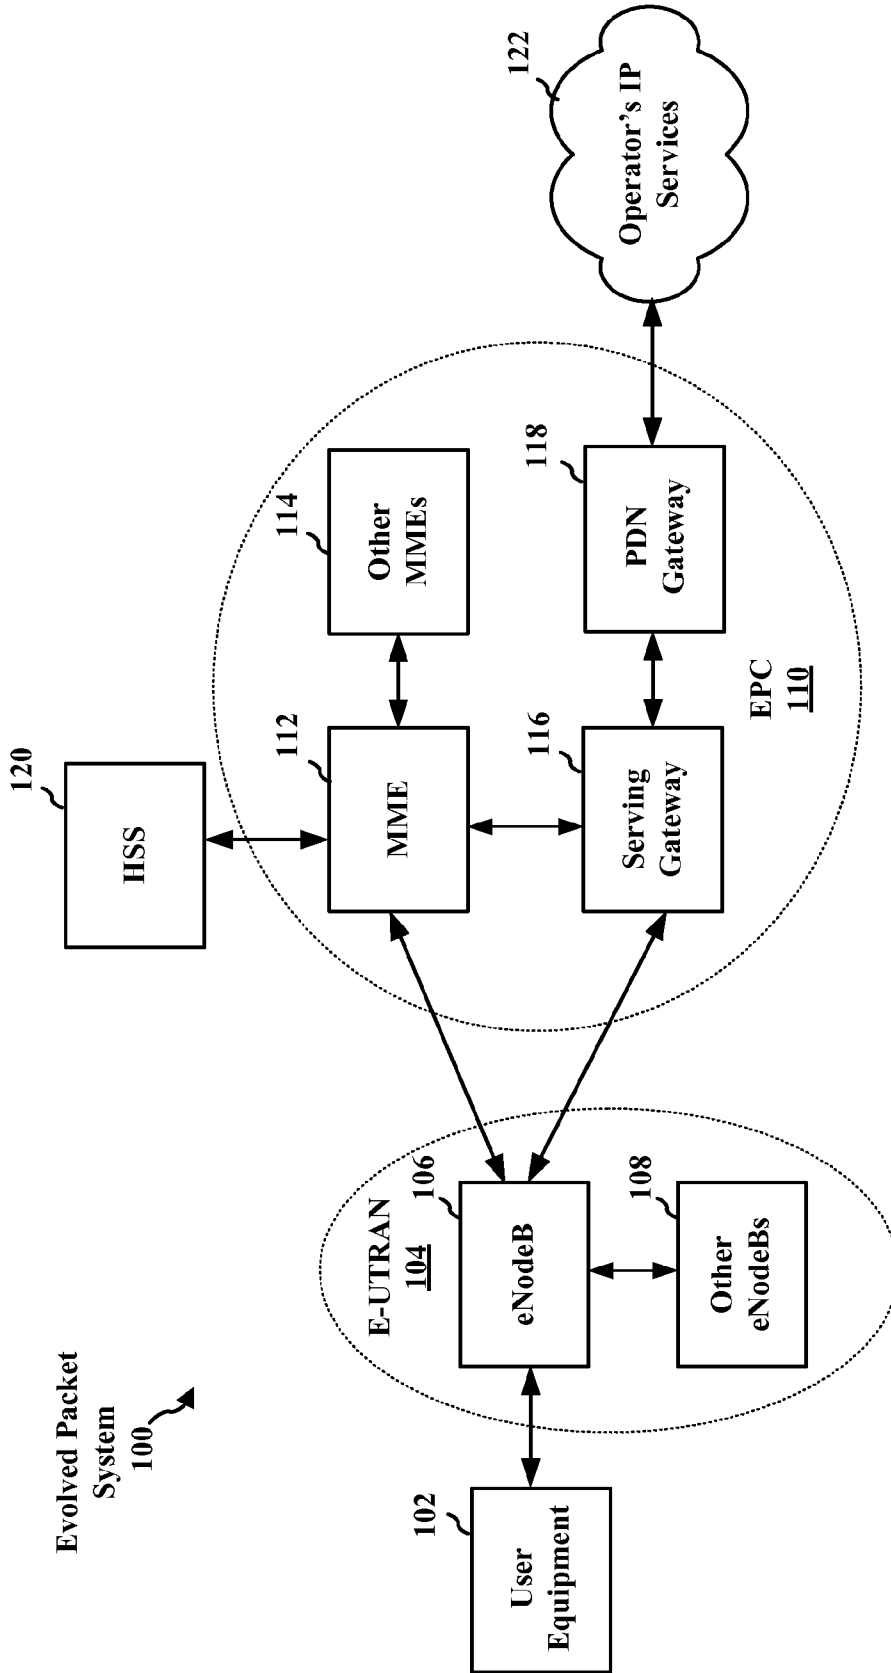 Evolved Packet
System
100
102
User
Equipment
E-UTRAN
104
106
eNodeB
108
Other
eNodeBs
120
HSS
112
MME
114
Other
MMEs
116
Serving
Gateway
118
PDN
Gateway
EPC
110
122
Operator's IP
Services